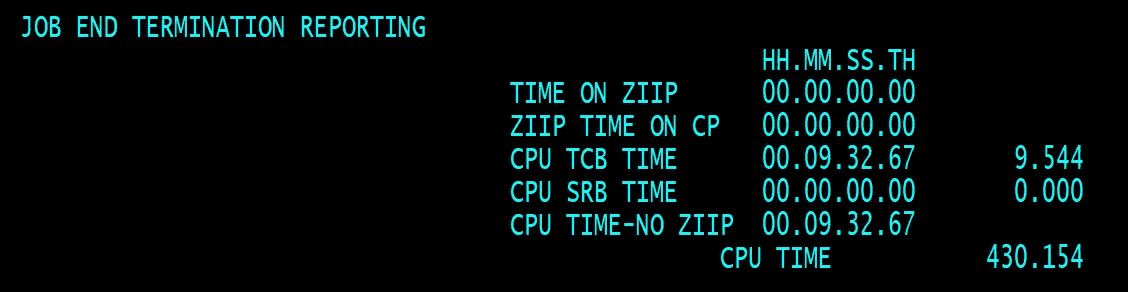 JOB END TERMINATION REPORTING
HH.MM.SS.TH
TIME ON ZIIP 00.00.00.00
ZIIP TIME ON CP 00.00.00.00
CPU TCB TIME 00.09.32.67 9.544
CPU SRB TIME 00.00.00.00 0.000
CPU TIME-NO ZIIP 00.09.32.67
CPU TIME 430.154